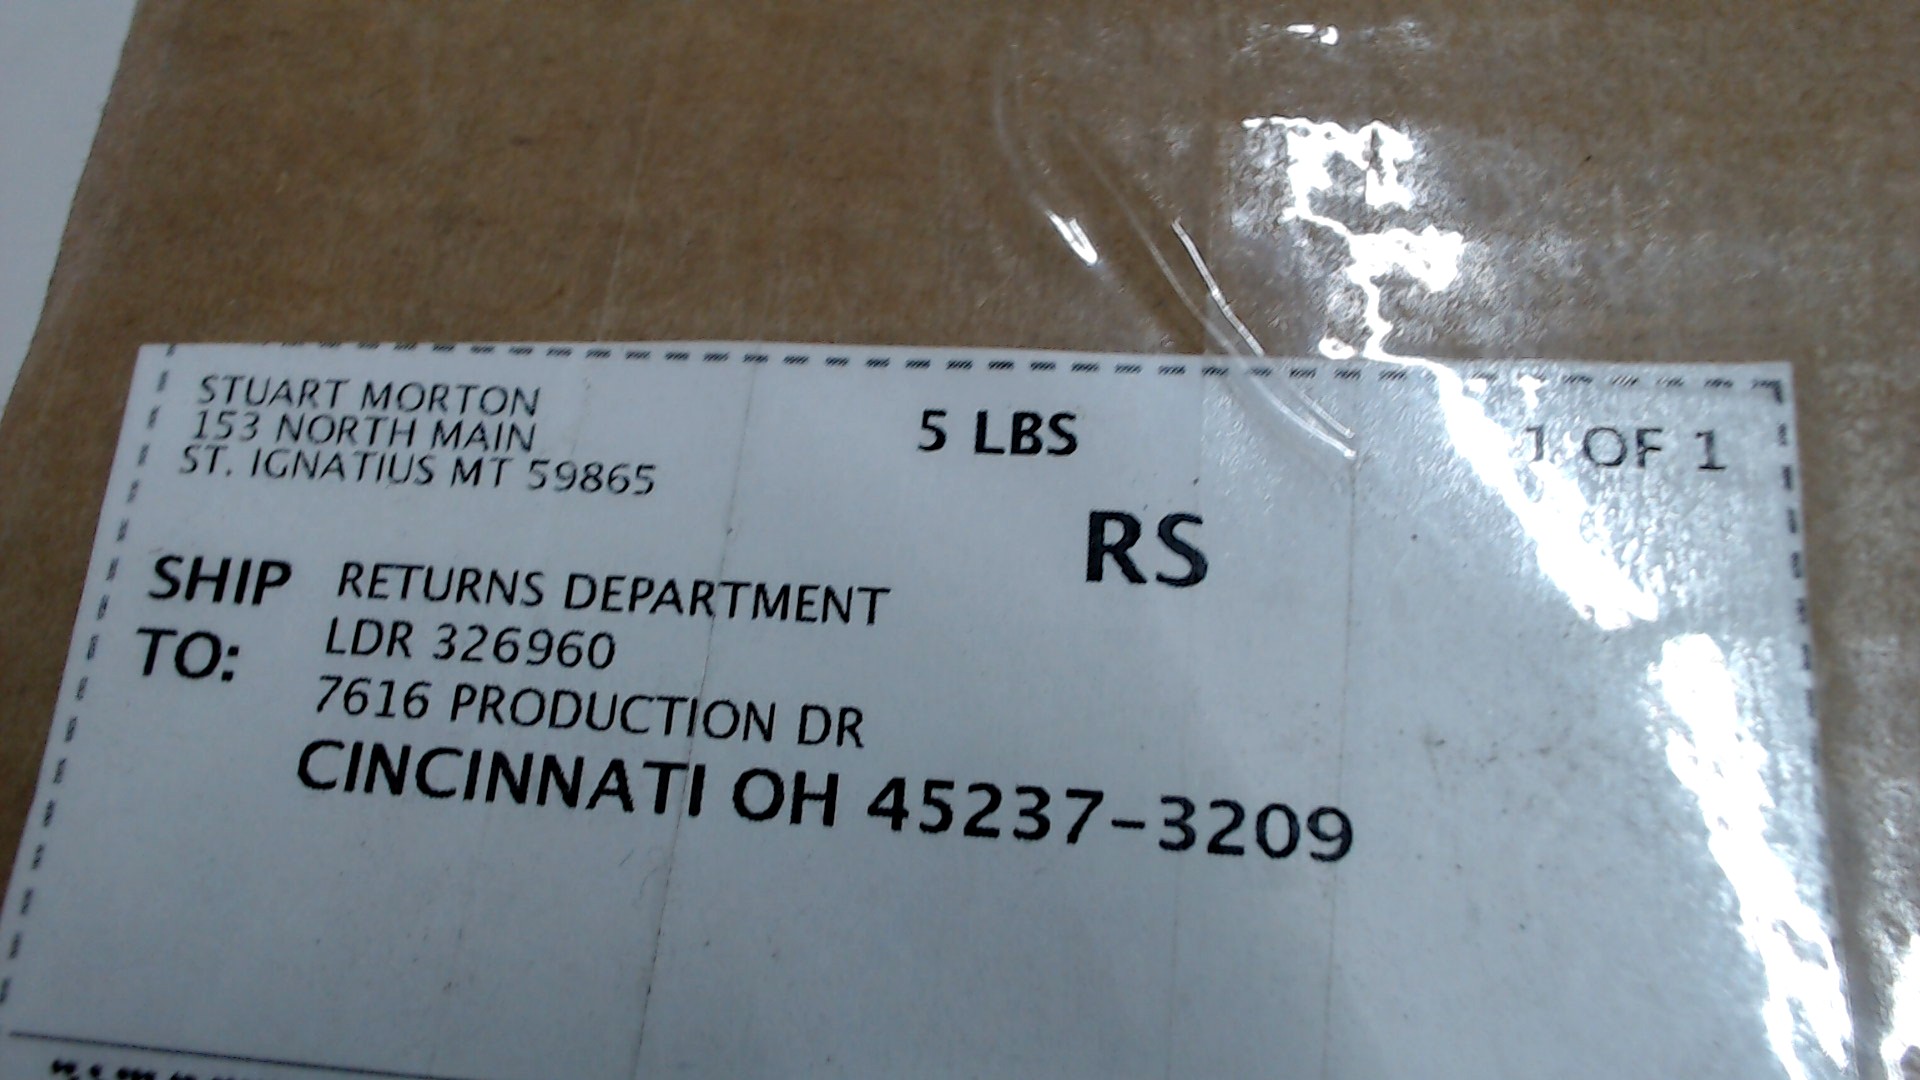 STUART MORTON
153 NORTH MAIN
ST. IGNATIUS MT 59865
5 LBS
1 OF 1
RS
SHIP TO:
RETURNS DEPARTMENT
LDR 326960
7616 PRODUCTION DR
CINCINNATI OH 45237-3209